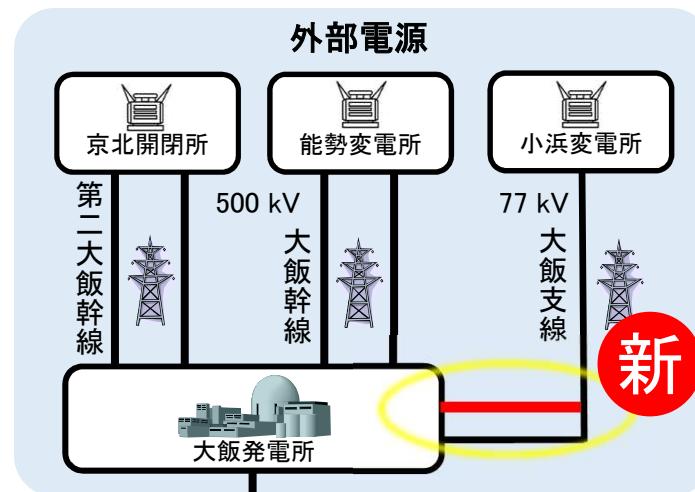 外部電源
京北開閉所
能勢変電所
小浜変電所
第二大飯幹線
500 kV
大飯幹線
77 kV
大飯支線
新
大飯発電所